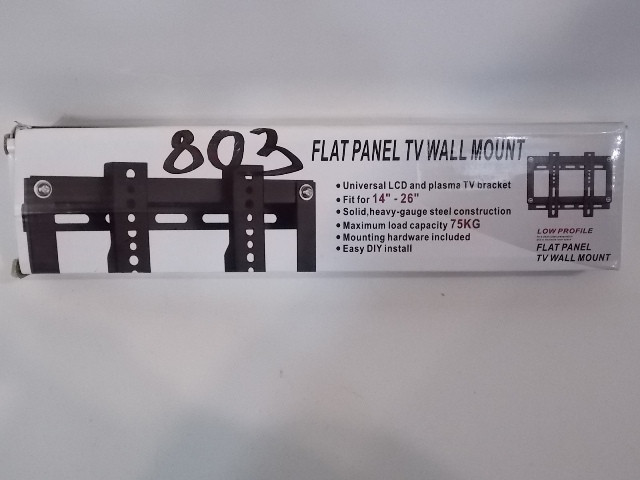 803
FLAT PANEL TV WALL MOUNT
• Universal LCD and plasma TV bracket
• Fit for 14" - 26"
• Solid,heavy-gauge steel construction
• Maximum load capacity 75KG
• Mounting hardware included
• Easy DIY install
LOW PROFILE
FLAT PANEL
TV WALL MOUNT